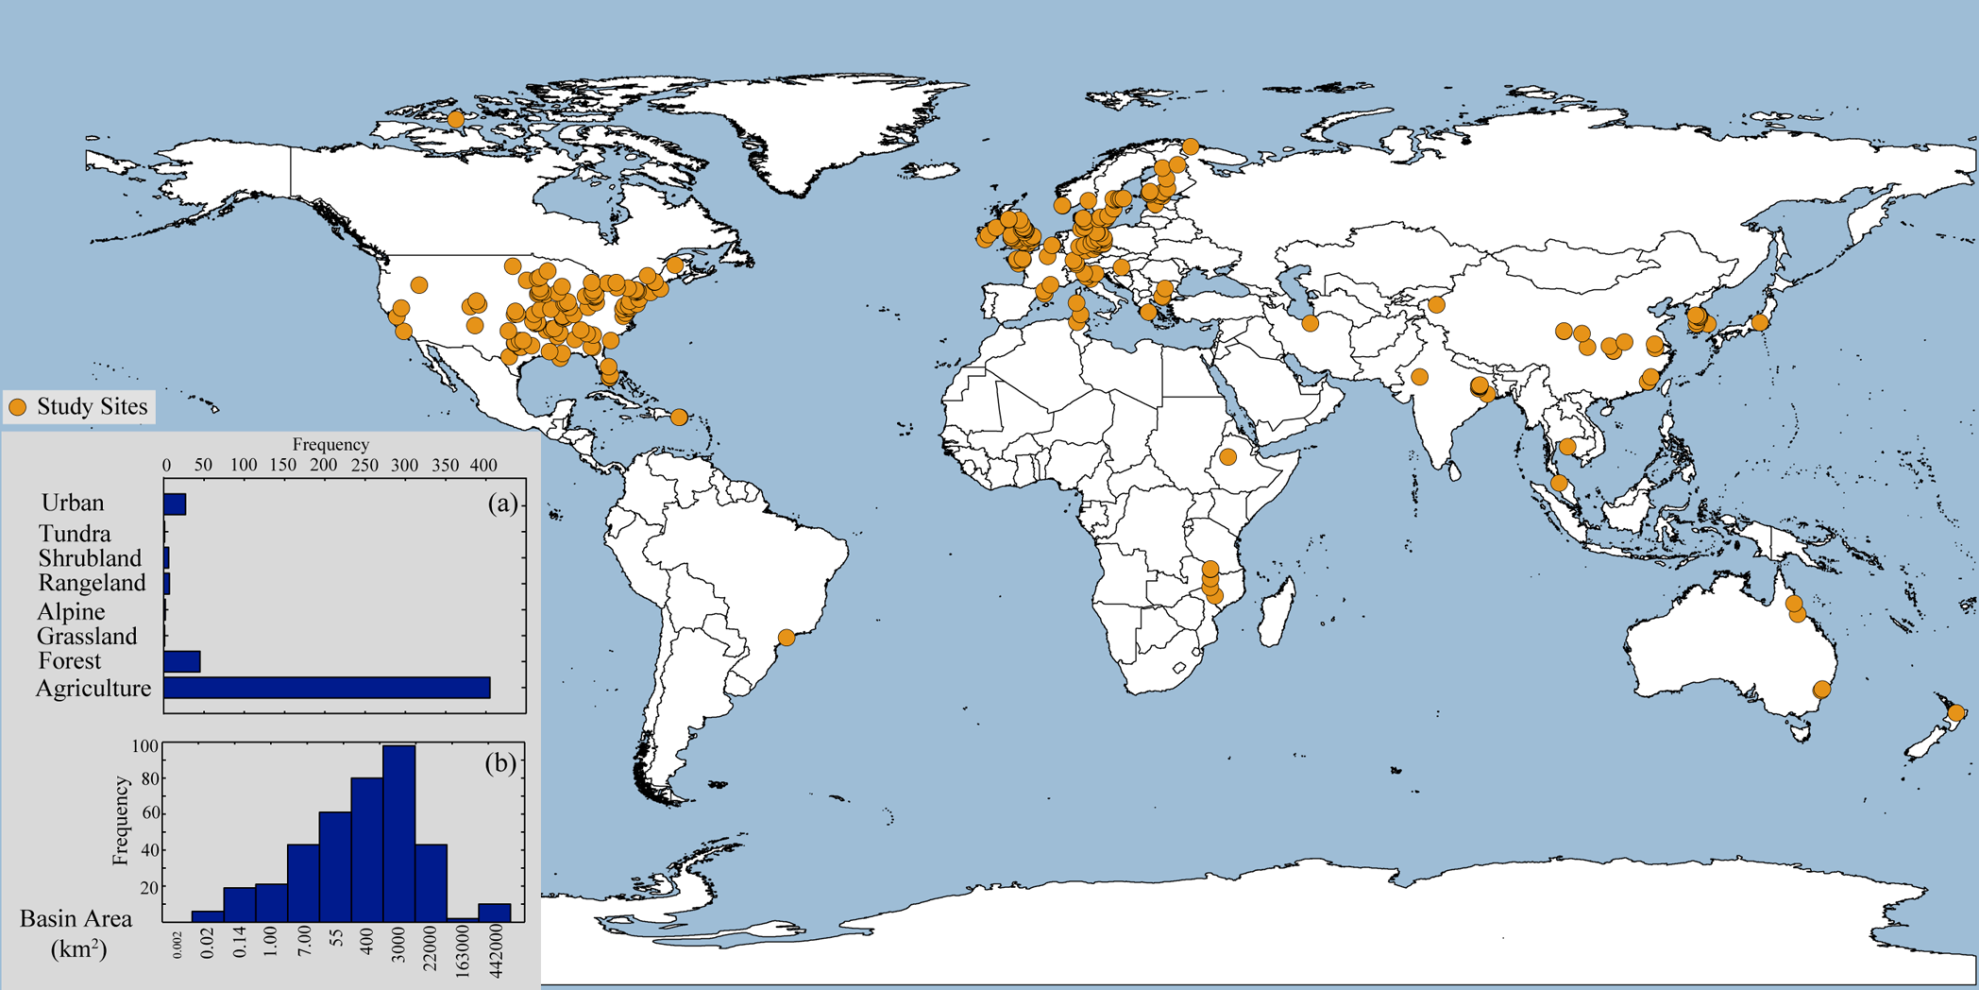 Study Sites
Frequency
0 50 100 150 200 250 300 350 400
(a)
Urban
Tundra
Shrubland
Rangeland
Alpine
Grassland
Forest
Agriculture
(b)
Frequency
100
80
60
40
20
Basin Area
(km²)
0.002 0.02 0.14 1.00 7.00 55 400 3000 22000 163000 442000